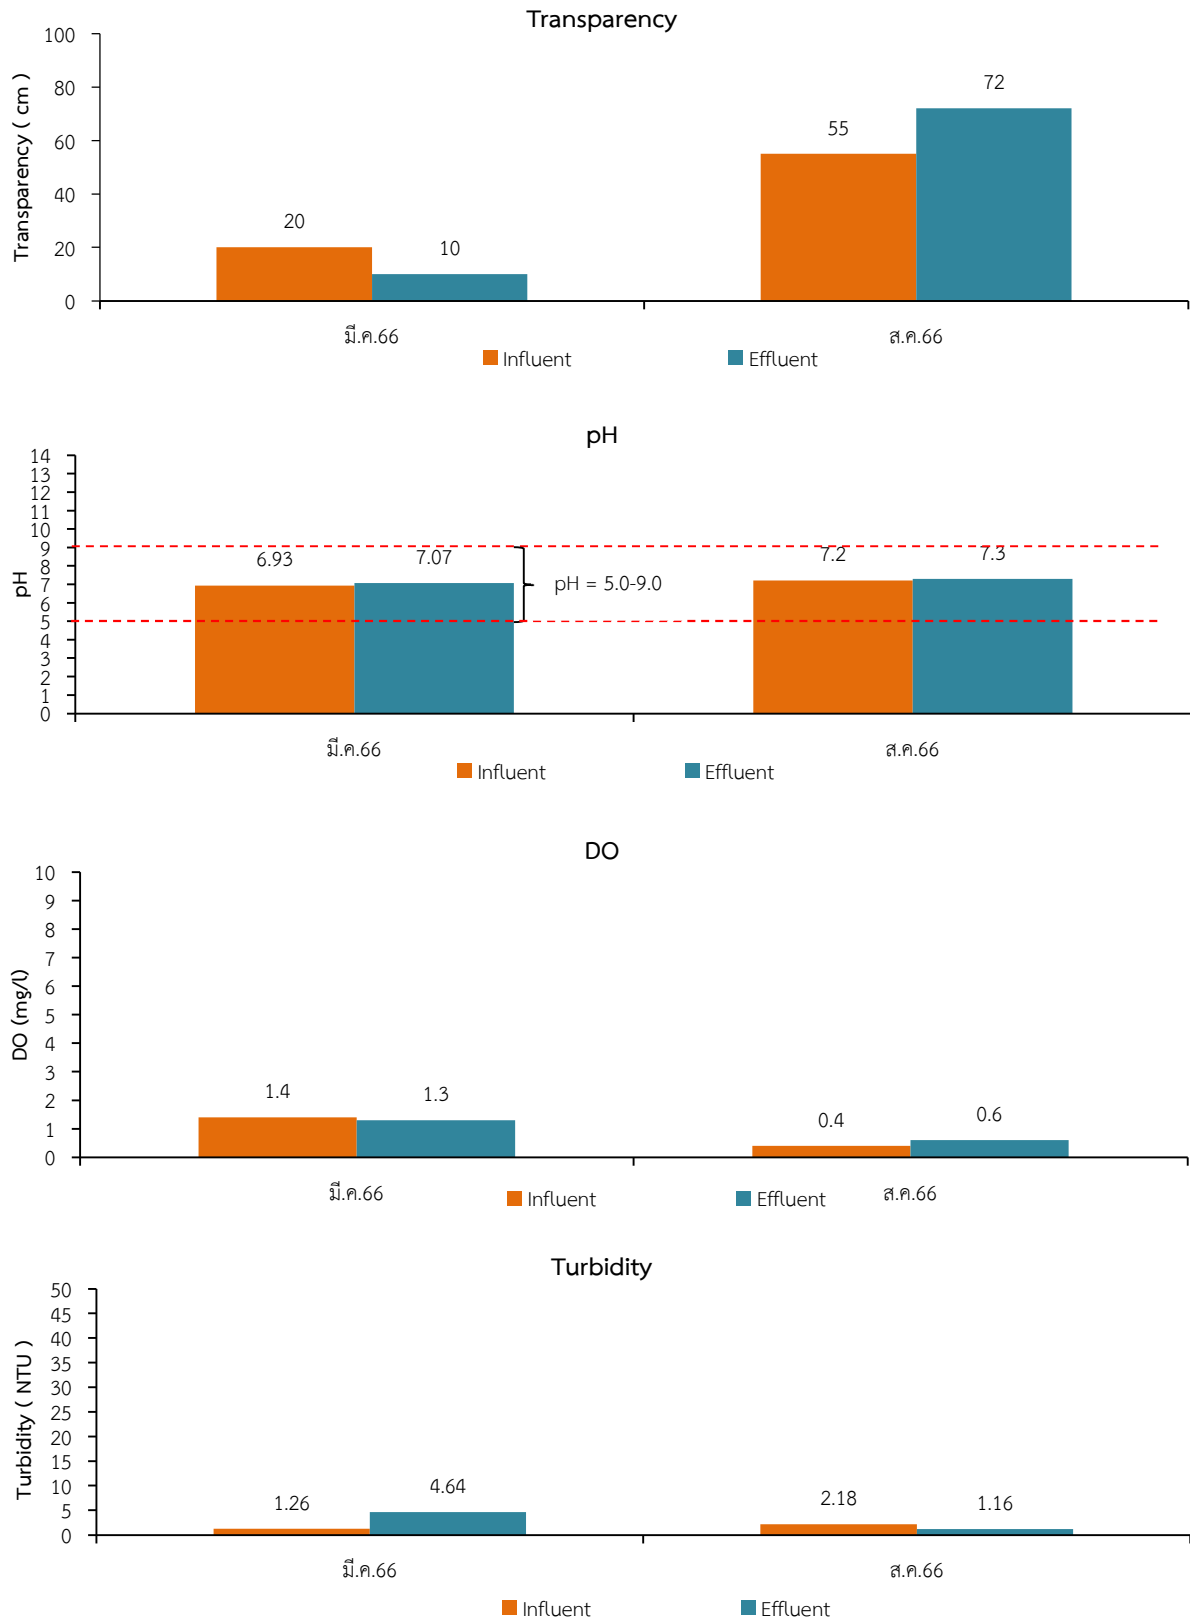 Transparency
Transparency ( cm )
100
80
60
40
20
0
20
10
55
72
มี.ค.66
ส.ค.66
Influent
Effluent
pH
pH
14
13
12
11
10
9
8
7
6
5
4
3
2
1
0
6.93
7.07
pH = 5.0-9.0
7.2
7.3
มี.ค.66
ส.ค.66
Influent
Effluent
DO
DO (mg/l)
10
9
8
7
6
5
4
3
2
1
0
1.4
1.3
0.4
0.6
มี.ค.66
ส.ค.66
Influent
Effluent
Turbidity
Turbidity ( NTU )
50
45
40
35
30
25
20
15
10
5
0
1.26
4.64
2.18
1.16
มี.ค.66
ส.ค.66
Influent
Effluent